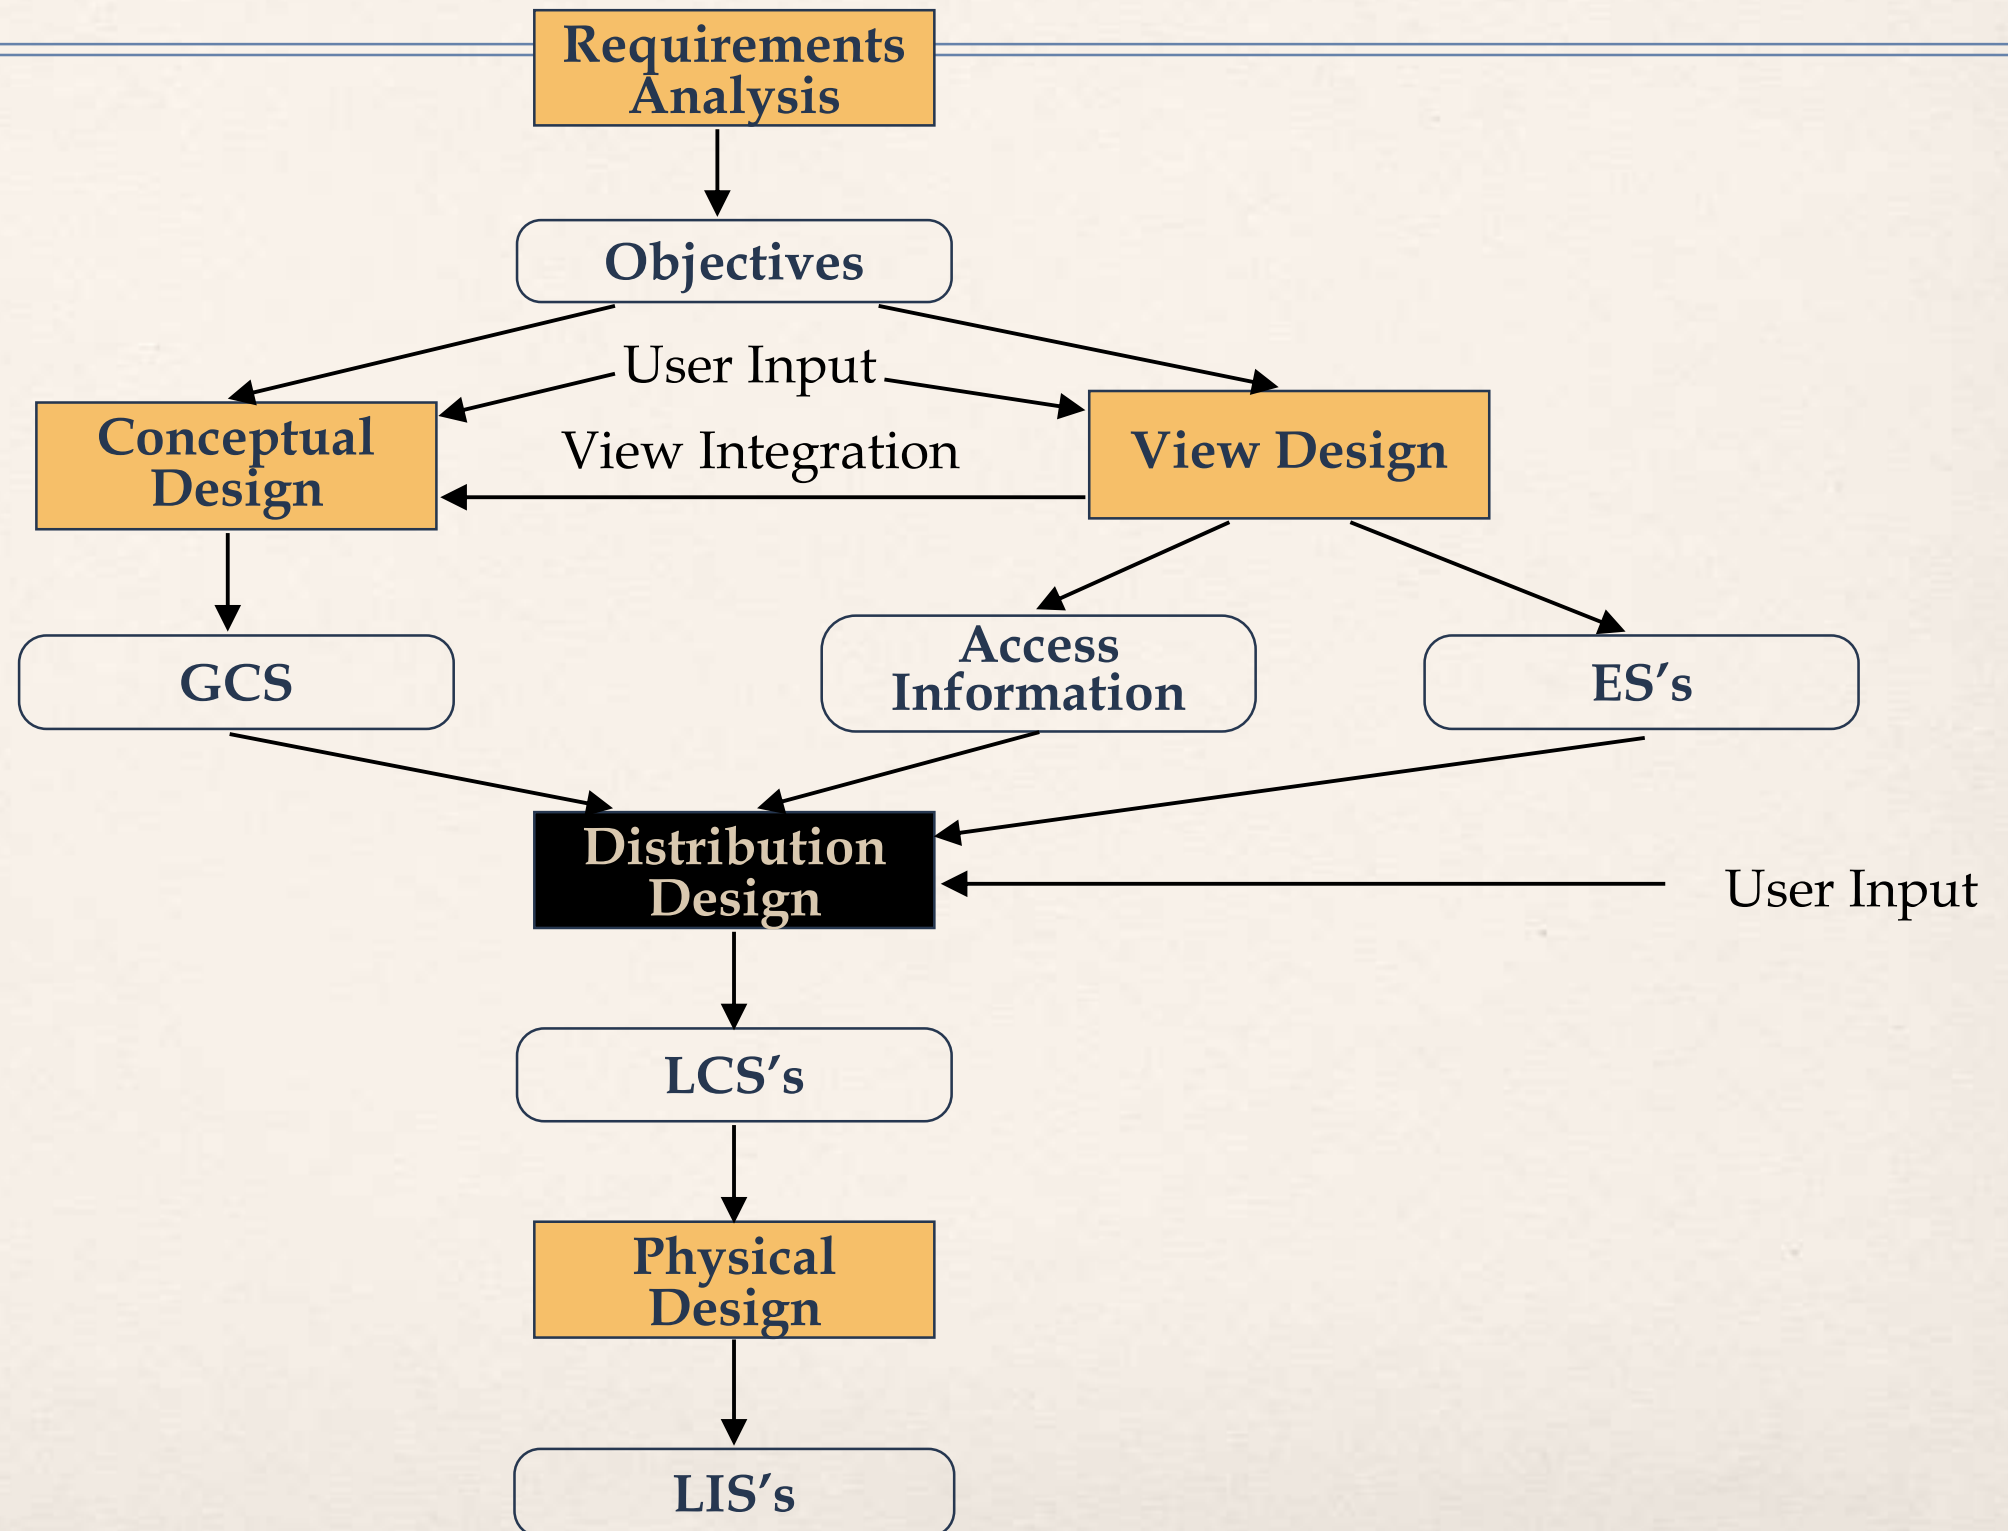 Requirements
Analysis
Objectives
User Input
Conceptual
Design
View Integration
View Design
GCS
Access
Information
ES’s
Distribution
Design
User Input
LCS’s
Physical
Design
LIS’s